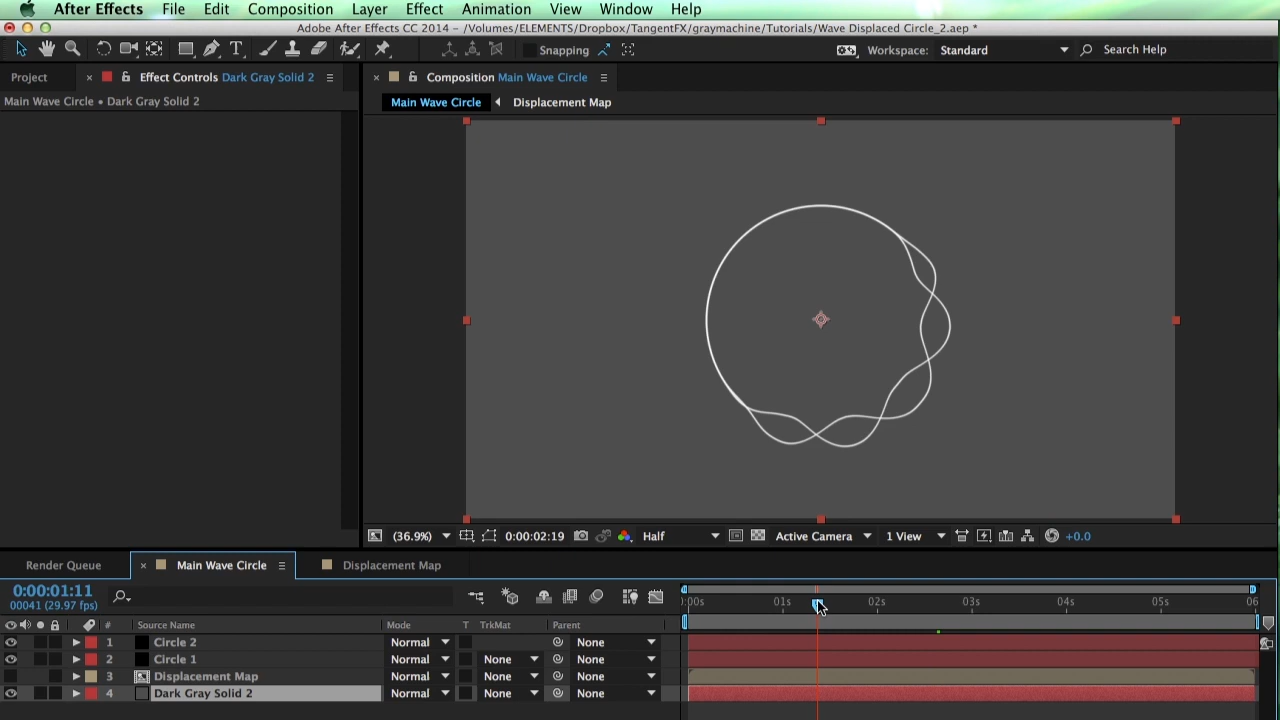 After Effects File Edit Composition Layer Effect Animation View Window Help
Adobe After Effects CC 2014 - /Volumes/ELEMENTS/Dropbox/TangentFX/graymachine/Tutorials/Wave Displaced Circle_2.aep *
T Snapping Workspace: Standard Search Help
Project × Effect Controls Dark Gray Solid 2 × Composition Main Wave Circle
Main Wave Circle • Dark Gray Solid 2 Main Wave Circle Displacement Map
(36.9%) 0:00:02:19 Half Active Camera 1 View +0.0
Render Queue × Main Wave Circle Displacement Map
0:00:01:11
00041 (29.97 fps)
:00s 01s 02s 03s 04s 05s 06
# Source Name Mode T TrkMat Parent
1 Circle 2 Normal None
2 Circle 1 Normal None None
3 Displacement Map Normal None None
4 Dark Gray Solid 2 Normal None None